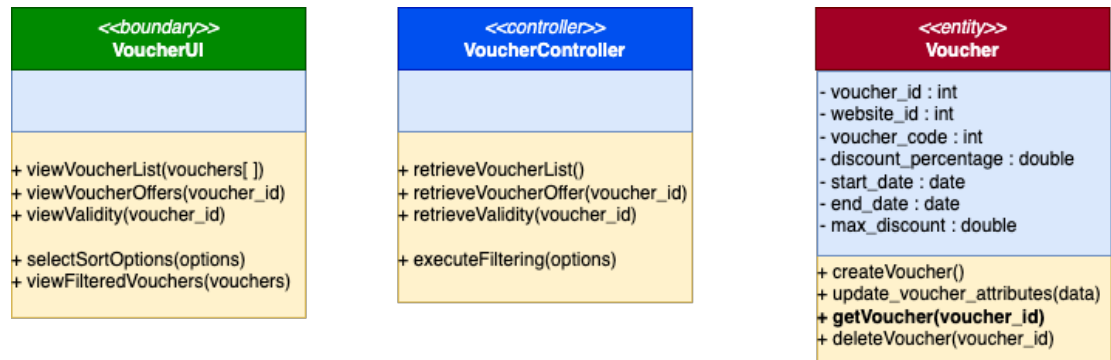 <<boundary>>
VoucherUI
+ viewVoucherList(vouchers[ ])
+ viewVoucherOffers(voucher_id)
+ viewValidity(voucher_id)
+ selectSortOptions(options)
+ viewFilteredVouchers(vouchers)
<<controller>>
VoucherController
+ retrieveVoucherList()
+ retrieveVoucherOffer(voucher_id)
+ retrieveValidity(voucher_id)
+ executeFiltering(options)
<<entity>>
Voucher
- voucher_id : int
- website_id : int
- voucher_code : int
- discount_percentage : double
- start_date : date
- end_date : date
- max_discount : double
+ createVoucher()
+ update_voucher_attributes(data)
+ getVoucher(voucher_id)
+ deleteVoucher(voucher_id)